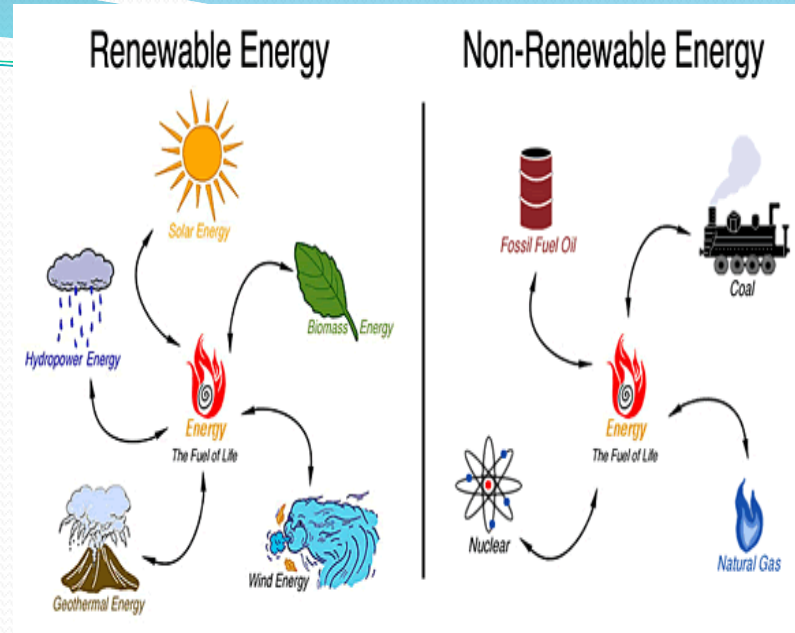 Renewable Energy
Solar Energy
Biomass Energy
Hydropower Energy
Energy
The Fuel of Life
Wind Energy
Geothermal Energy
Non-Renewable Energy
Fossil Fuel Oil
Coal
Energy
The Fuel of Life
Nuclear
Natural Gas